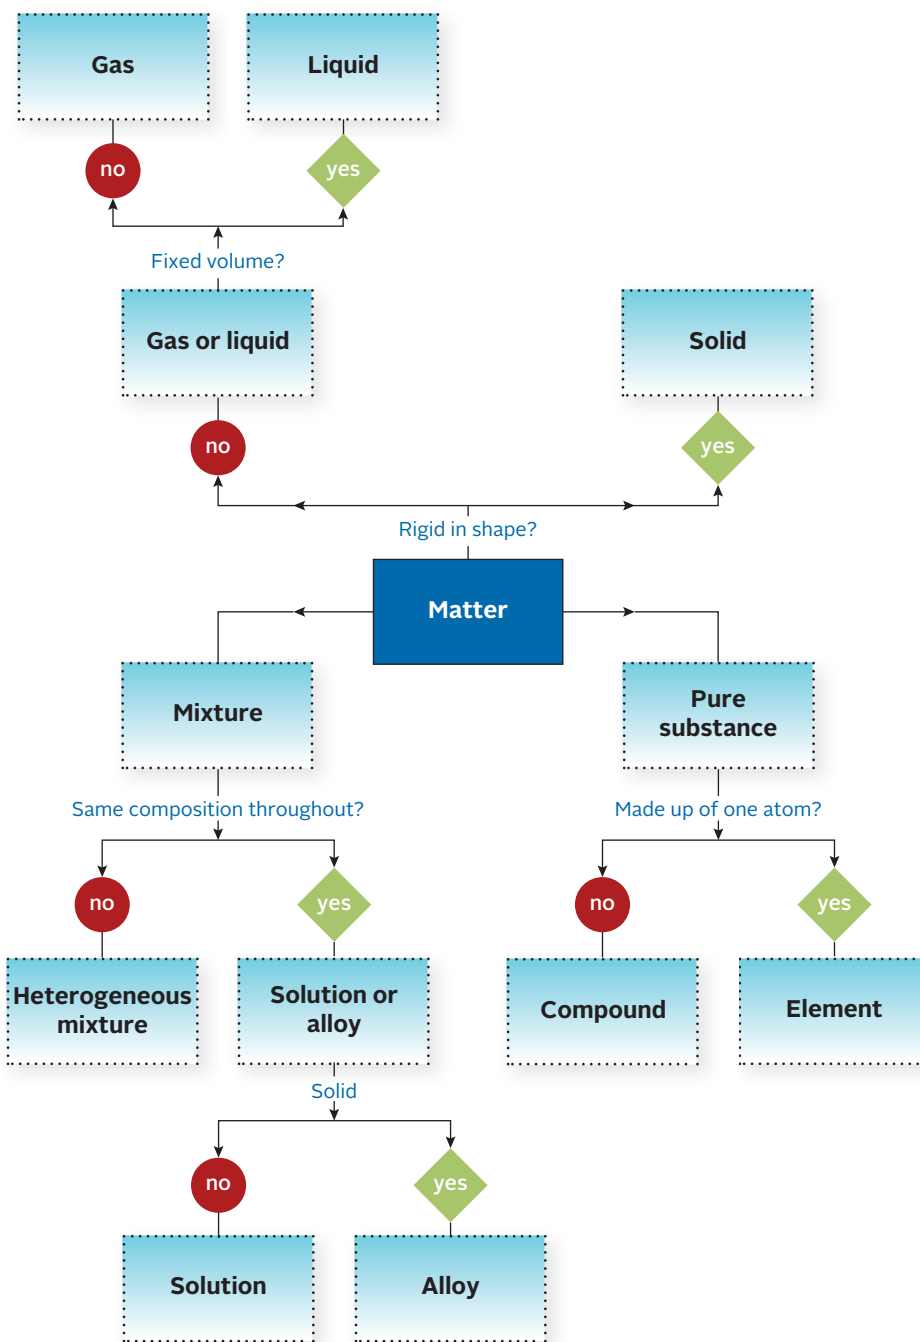 Gas
Liquid
no
yes
Fixed volume?
Gas or liquid
Solid
no
yes
Rigid in shape?
Matter
Mixture
Pure
substance
Same composition throughout?
Made up of one atom?
no
yes
no
yes
Heterogeneous
mixture
Solution or
alloy
Compound
Element
Solid
no
yes
Solution
Alloy